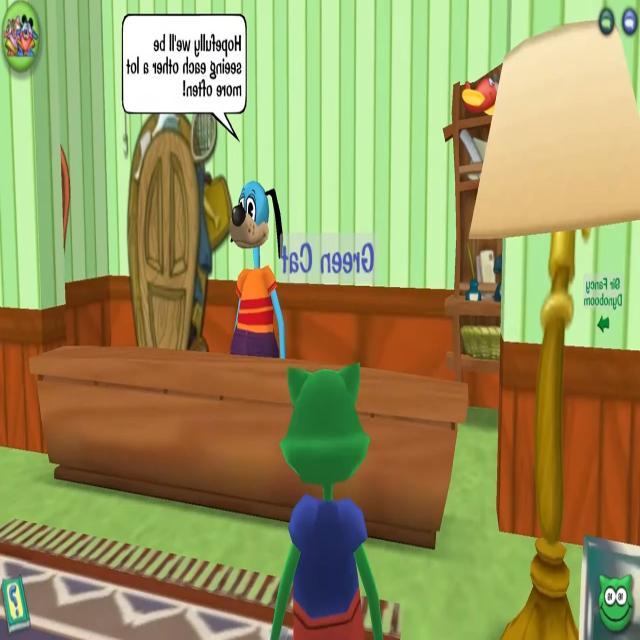 Hopefully we'll be
seeing each other a lot
more often!
Green Cat
Sir Fancy
Dynoboom
?